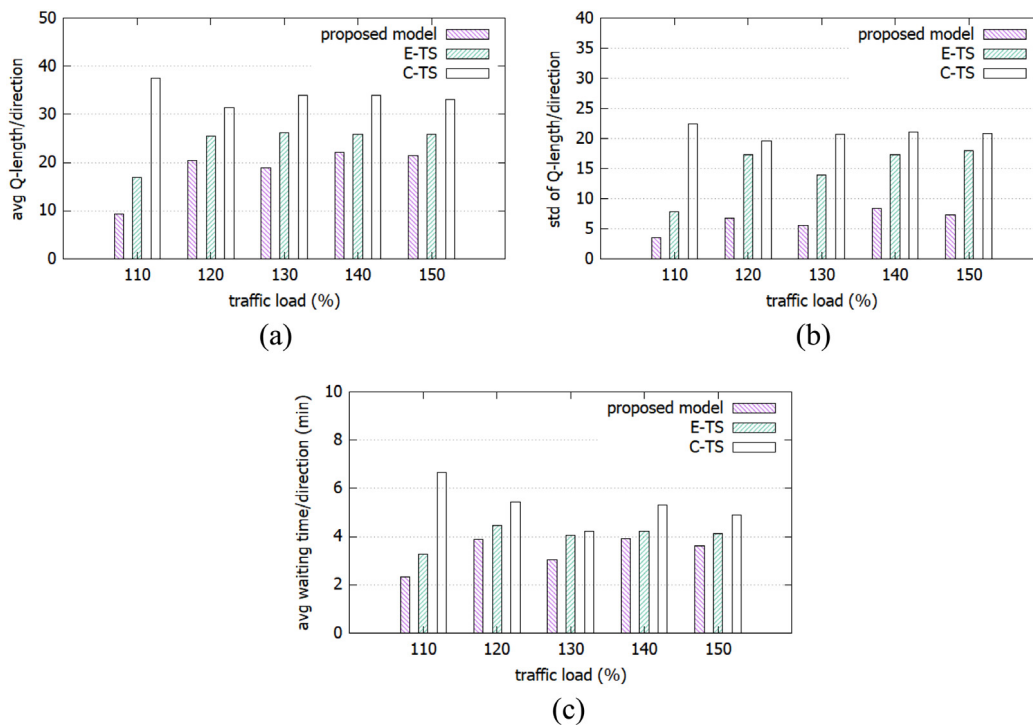 50
40
30
20
10
0
avg Q-length/direction
proposed model
E-TS
C-TS
110 120 130 140 150
traffic load (%)
(a)
40
35
30
25
20
15
10
5
0
std of Q-length/direction
proposed model
E-TS
C-TS
110 120 130 140 150
traffic load (%)
(b)
10
8
6
4
2
0
avg waiting time/direction (min)
proposed model
E-TS
C-TS
110 120 130 140 150
traffic load (%)
(c)